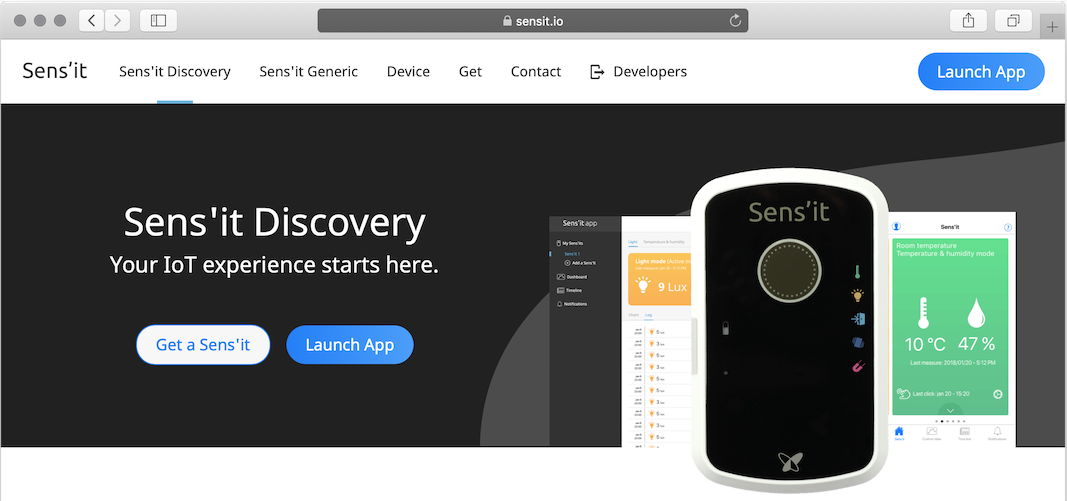 sensit.io
Sens'it
Sens'it Discovery
Sens'it Generic
Device
Get
Contact
Developers
Launch App
Sens'it Discovery
Your IoT experience starts here.
Get a Sens'it
Launch App
Sens'it app
My Sens'its
Sens'it 1
Add a Sens'it
Dashboard
Timeline
Notifications
Light
Temperature & humidity
Light mode (Active m
9 Lux
Log
Sens'it
Sens'it
Room temperature
Temperature & humidity mode
10 °C
47 %
Last measure: 2018/01/20 - 5:12 PM
Last click: jan 20 - 15:20